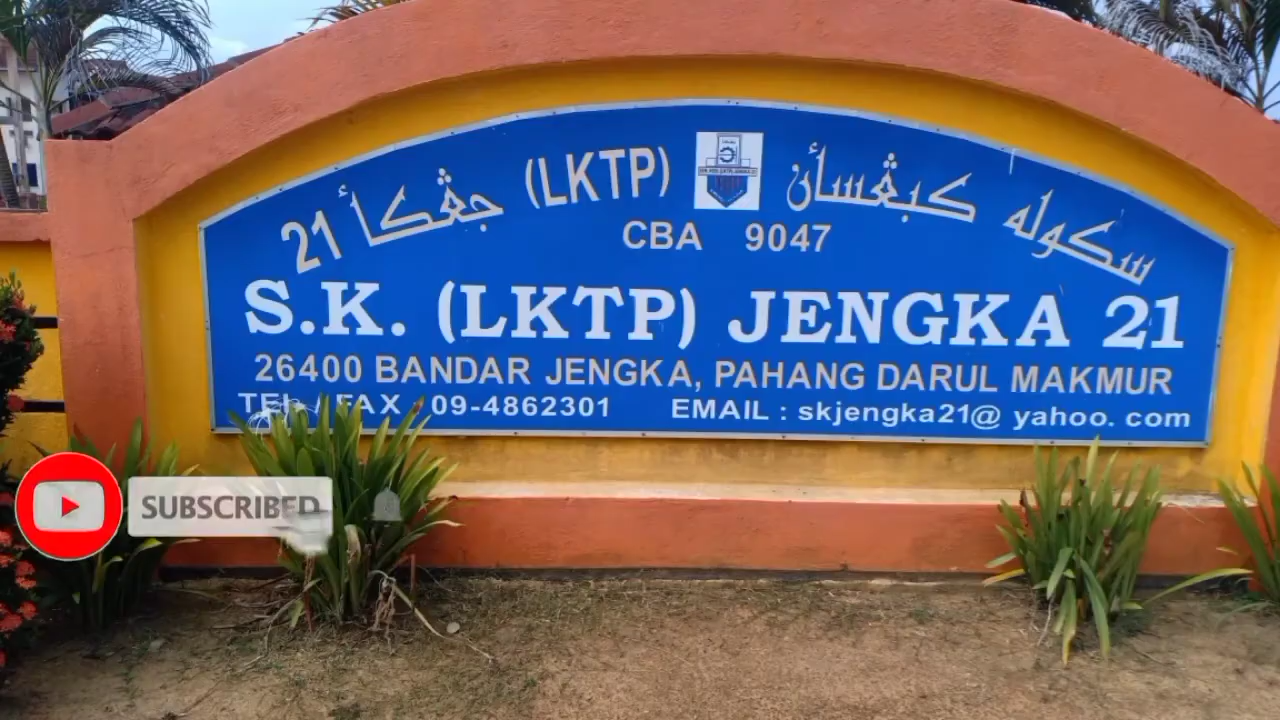 سكوله كبڠسأن (LKTP) جڠكا 21
CBA 9047
S.K. (LKTP) JENGKA 21
26400 BANDAR JENGKA, PAHANG DARUL MAKMUR
TEL / FAX : 09-4862301 EMAIL : skjengka21@ yahoo. com
SUBSCRIBED